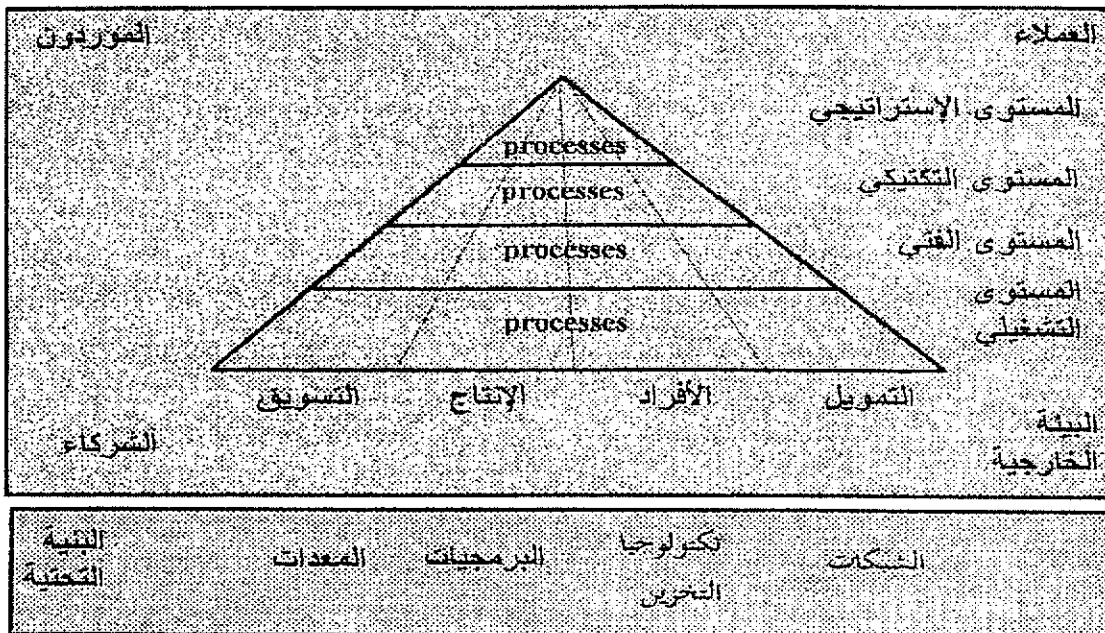 العملاء
الموردون
المستوى الإستراتيجي
processes
المستوى التكتيكي
processes
المستوى الفني
processes
المستوى
التشغيلي
processes
التمويل
الأفراد
الإنتاج
التسويق
البيئة
الخارجية
الشركاء
البنية
التحتية
المعدات
البرمجيات
تكنولوجيا
التخزين
الشبكات